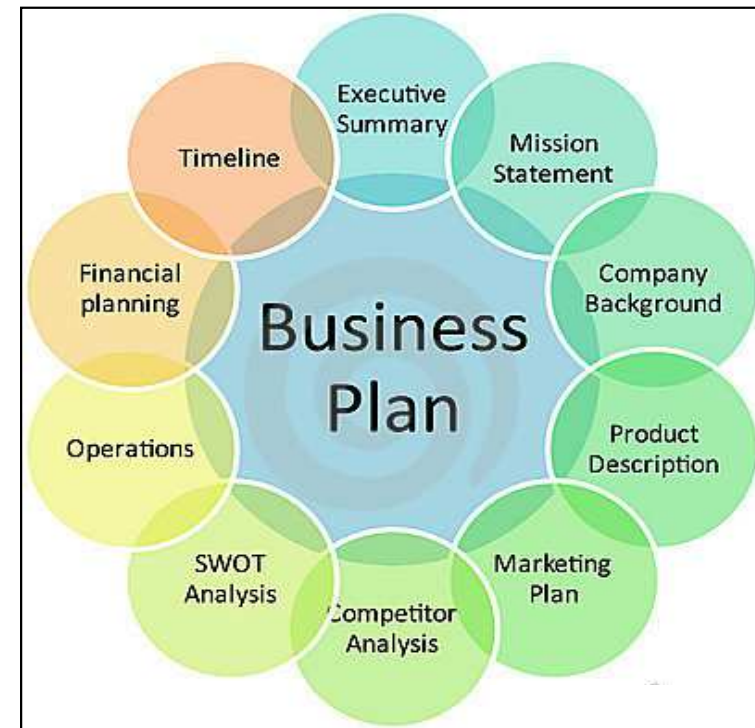 Business
Plan
Executive
Summary
Mission
Statement
Company
Background
Product
Description
Marketing
Plan
Competitor
Analysis
SWOT
Analysis
Operations
Financial
planning
Timeline